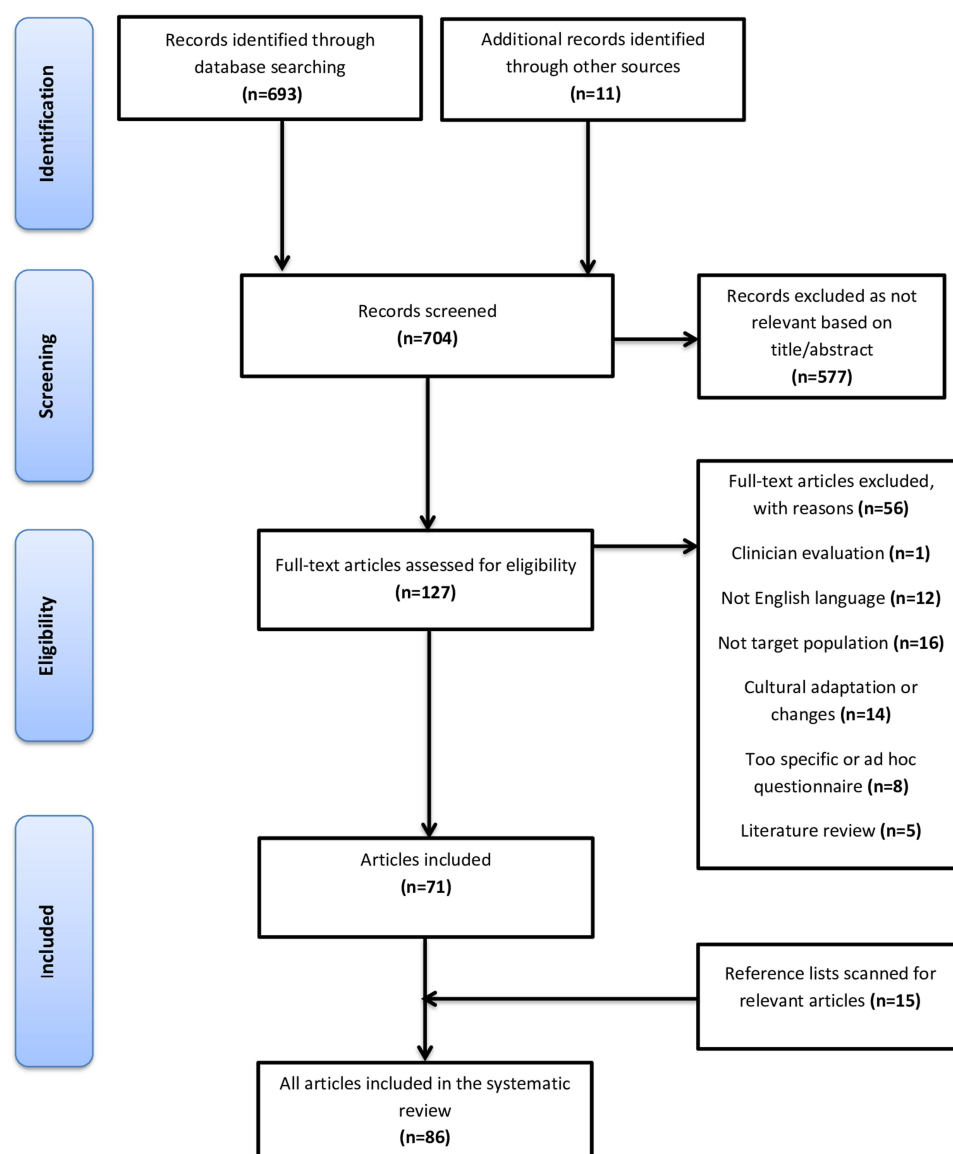 Identification
Records identified through
database searching
(n=693)
Additional records identified
through other sources
(n=11)
Screening
Records screened
(n=704)
Records excluded as not
relevant based on
title/abstract
(n=577)
Eligibility
Full-text articles assessed for eligibility
(n=127)
Full-text articles excluded,
with reasons (n=56)
Clinician evaluation (n=1)
Not English language (n=12)
Not target population (n=16)
Cultural adaptation or
changes (n=14)
Too specific or ad hoc
questionnaire (n=8)
Literature review (n=5)
Included
Articles included
(n=71)
Reference lists scanned for
relevant articles (n=15)
All articles included in the systematic
review
(n=86)